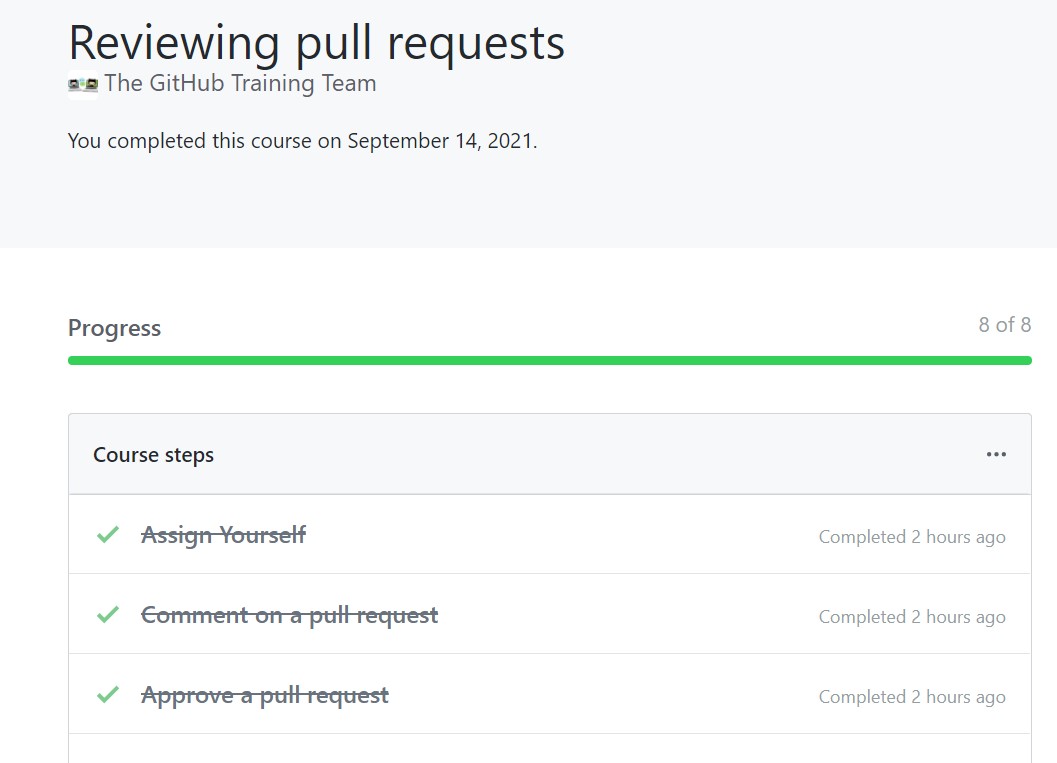 Reviewing pull requests
The GitHub Training Team
You completed this course on September 14, 2021.
Progress
8 of 8
Course steps
Assign Yourself
Completed 2 hours ago
Comment on a pull request
Completed 2 hours ago
Approve a pull request
Completed 2 hours ago